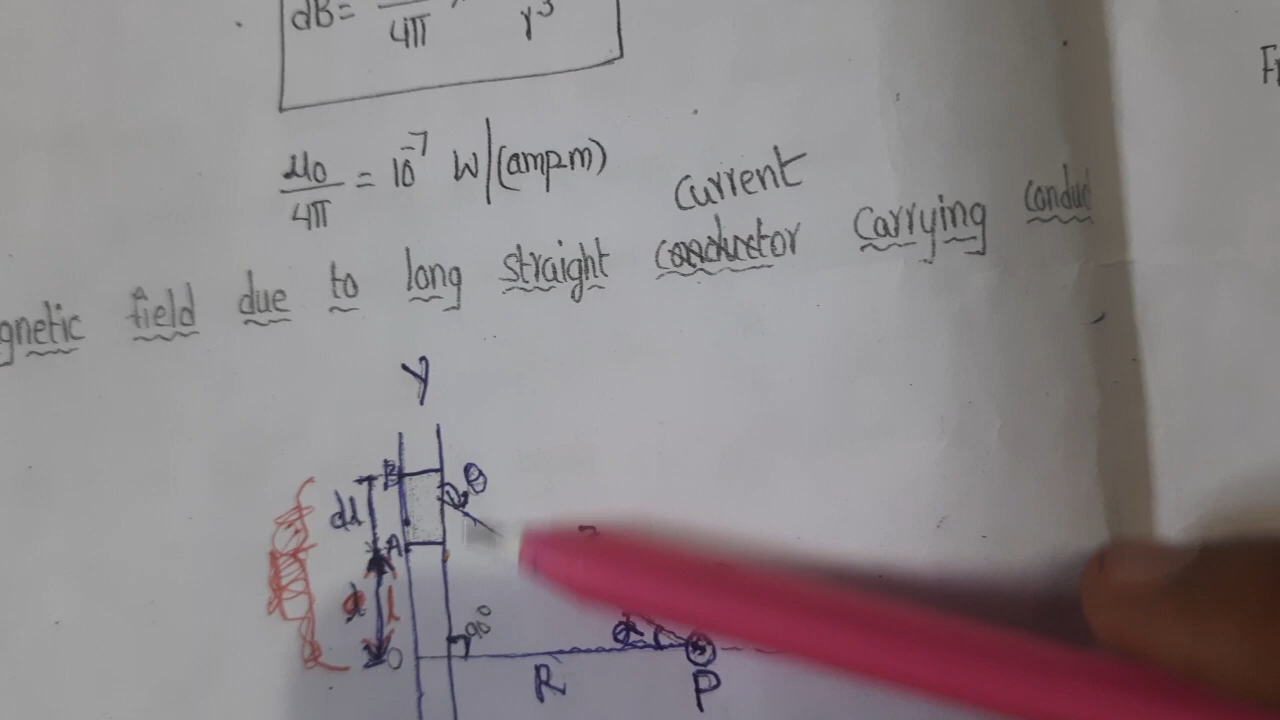 dB=
4π r³
μ0/4π = 10⁻⁷ W/(amp-m)
current
gnetic field due to long straight conductor carrying conduc
Y
B
θ
dl
A
l
90°
O
α
R
P